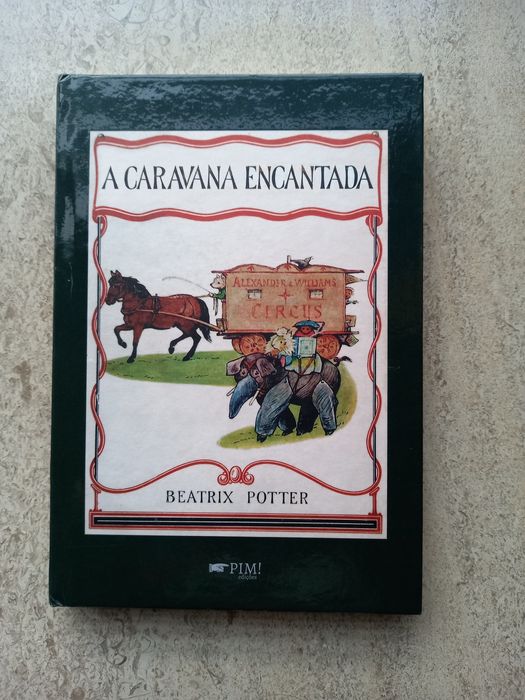 A CARAVANA ENCANTADA
ALEXANDER & WILLIAMS
CIRCUS
BEATRIX POTTER
PIM!
edições